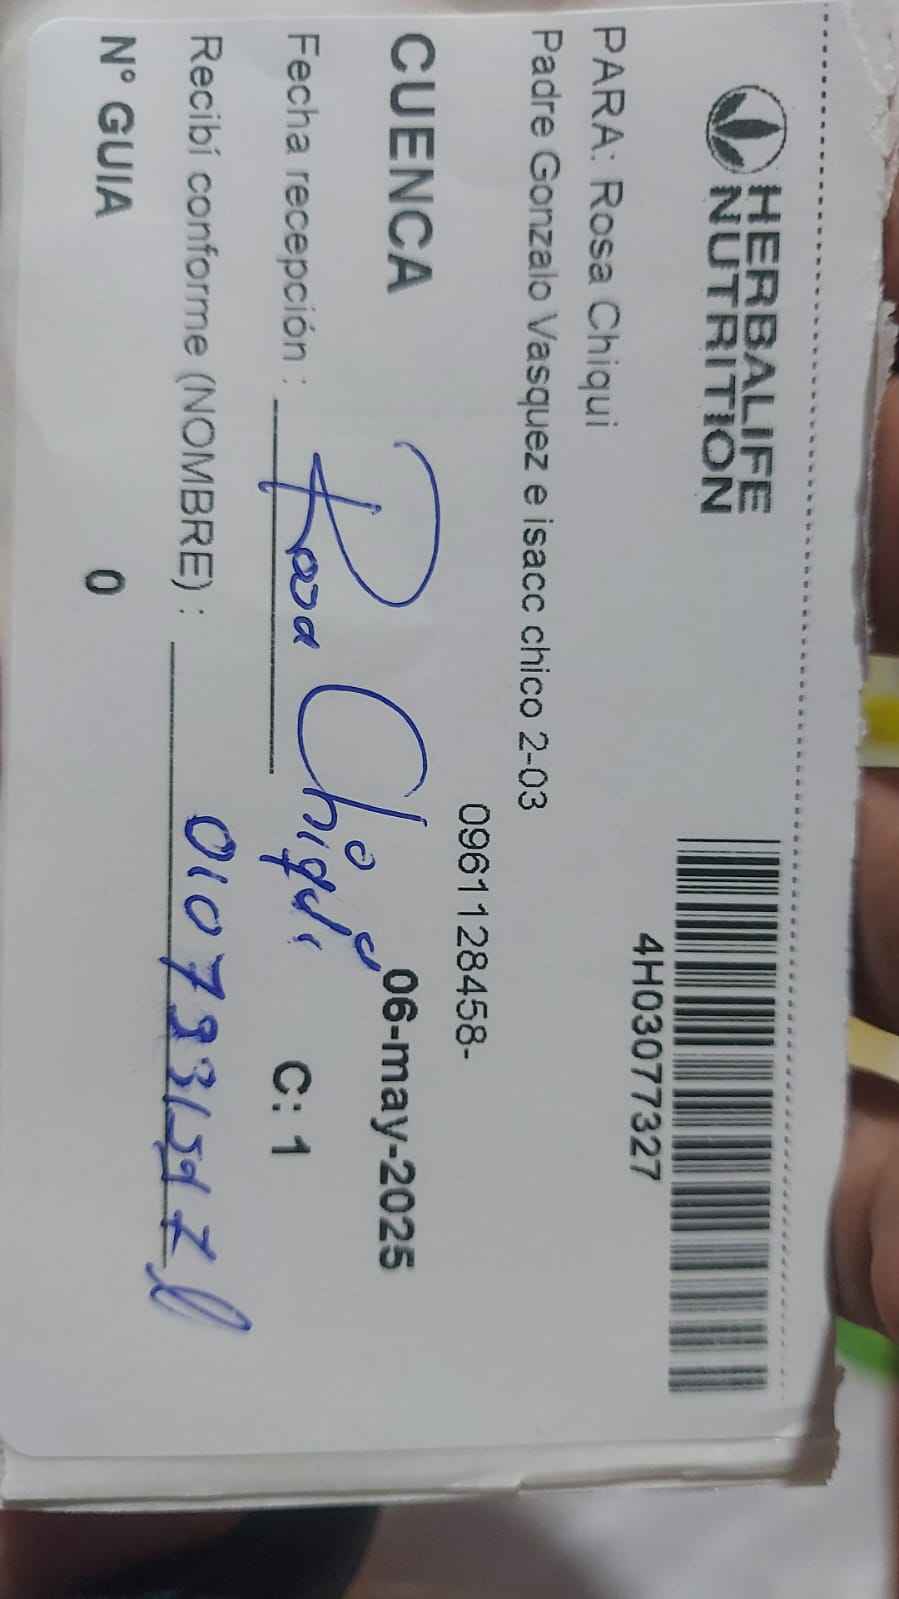 HERBALIFE
NUTRITION
4H03077327
PARA: Rosa Chiqui
Padre Gonzalo Vasquez e isacc chico 2-03
0961128458-
CUENCA 06-may-2025
Fecha recepción : Rosa Chiqui C: 1
Recibí conforme (NOMBRE) :
N° GUIA 0